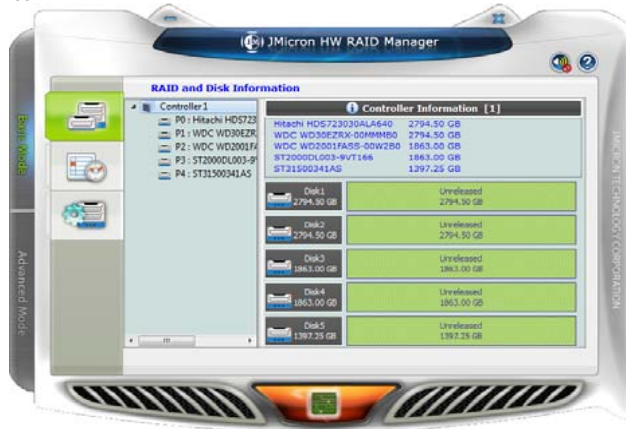 JMicron HW RAID Manager
RAID and Disk Information
Basic Mode
Advanced Mode
Controller1
P0 : Hitachi HDS723
P1 : WDC WD30EZR
P2 : WDC WD2001FA
P3 : ST2000DL003-9
P4 : ST31500341AS
Controller Information [1]
Hitachi HDS723030ALA640 2794.50 GB
WDC WD30EZRX-00MMMB0 2794.50 GB
WDC WD2001FASS-00W2B0 1863.00 GB
ST2000DL003-9VT166 1863.00 GB
ST31500341AS 1397.25 GB
Disk1 Unreleased
2794.50 GB 2794.50 GB
Disk2 Unreleased
2794.50 GB 2794.50 GB
Disk3 Unreleased
1863.00 GB 1863.00 GB
Disk4 Unreleased
1863.00 GB 1863.00 GB
Disk5 Unreleased
1397.25 GB 1397.25 GB
JMICRON TECHNOLOGY CORPORATION